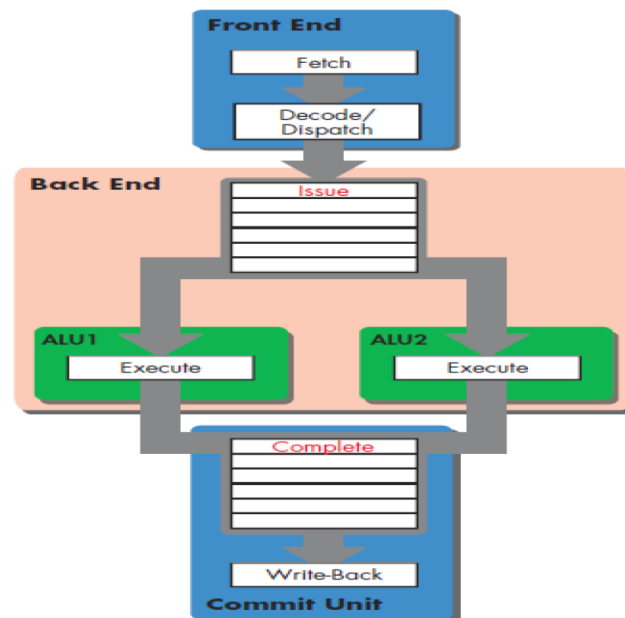 Front End
Fetch
Decode/
Dispatch
Back End
Issue
ALU1
Execute
ALU2
Execute
Complete
Write-Back
Commit Unit